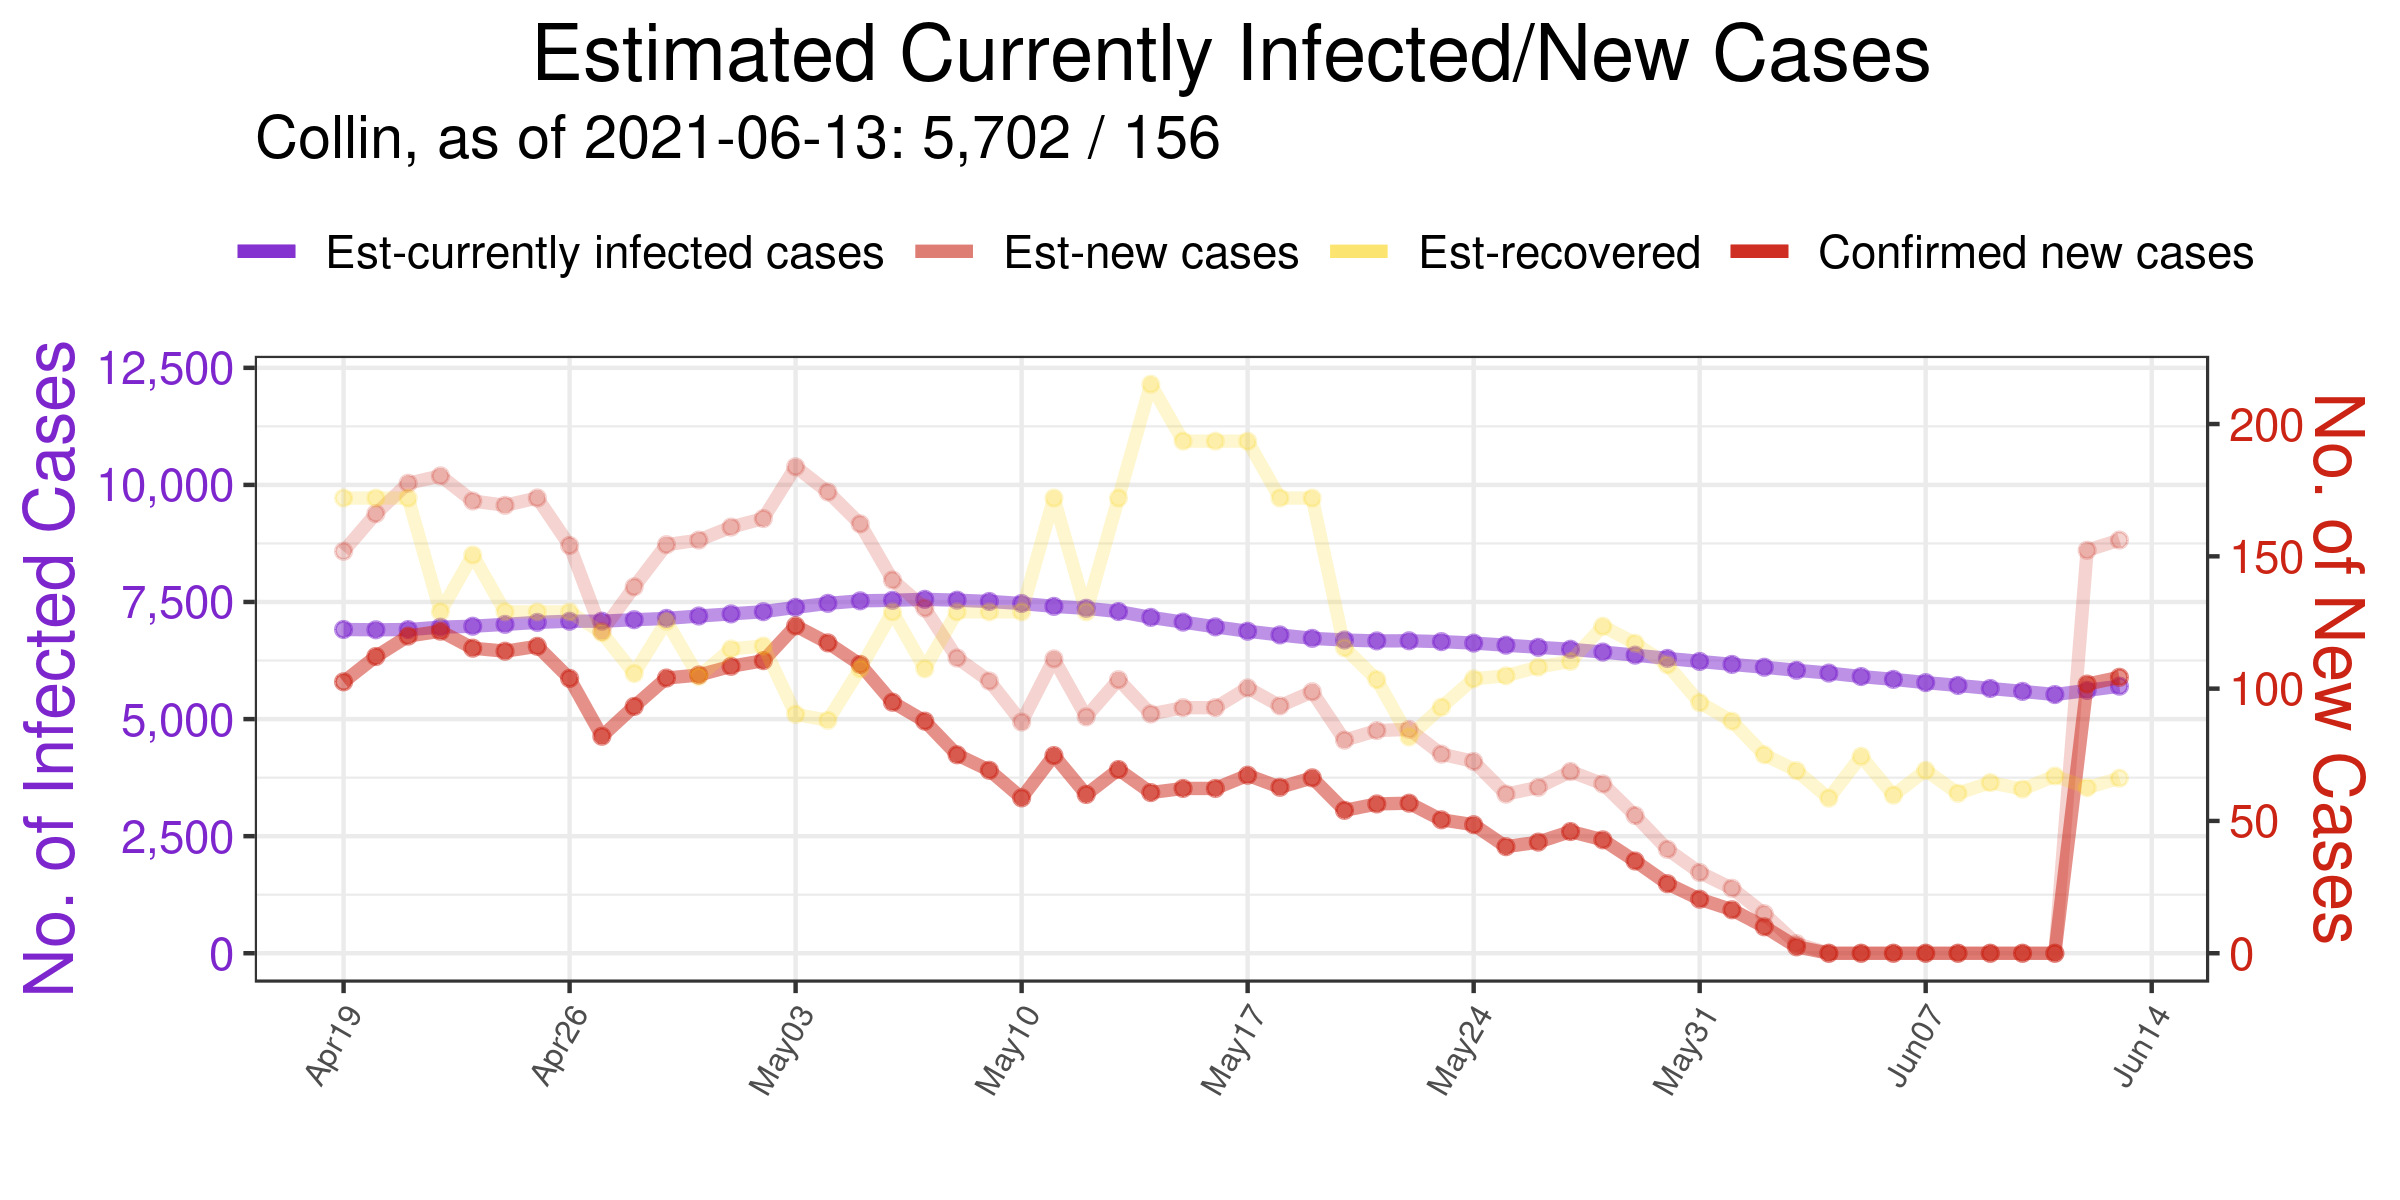 Estimated Currently Infected/New Cases
Collin, as of 2021-06-13: 5,702 / 156
Est-currently infected cases
Est-new cases
Est-recovered
Confirmed new cases
No. of Infected Cases
12,500
10,000
7,500
5,000
2,500
0
200
150
100
50
0
No. of New Cases
Apr19
Apr26
May03
May10
May17
May24
May31
Jun07
Jun14